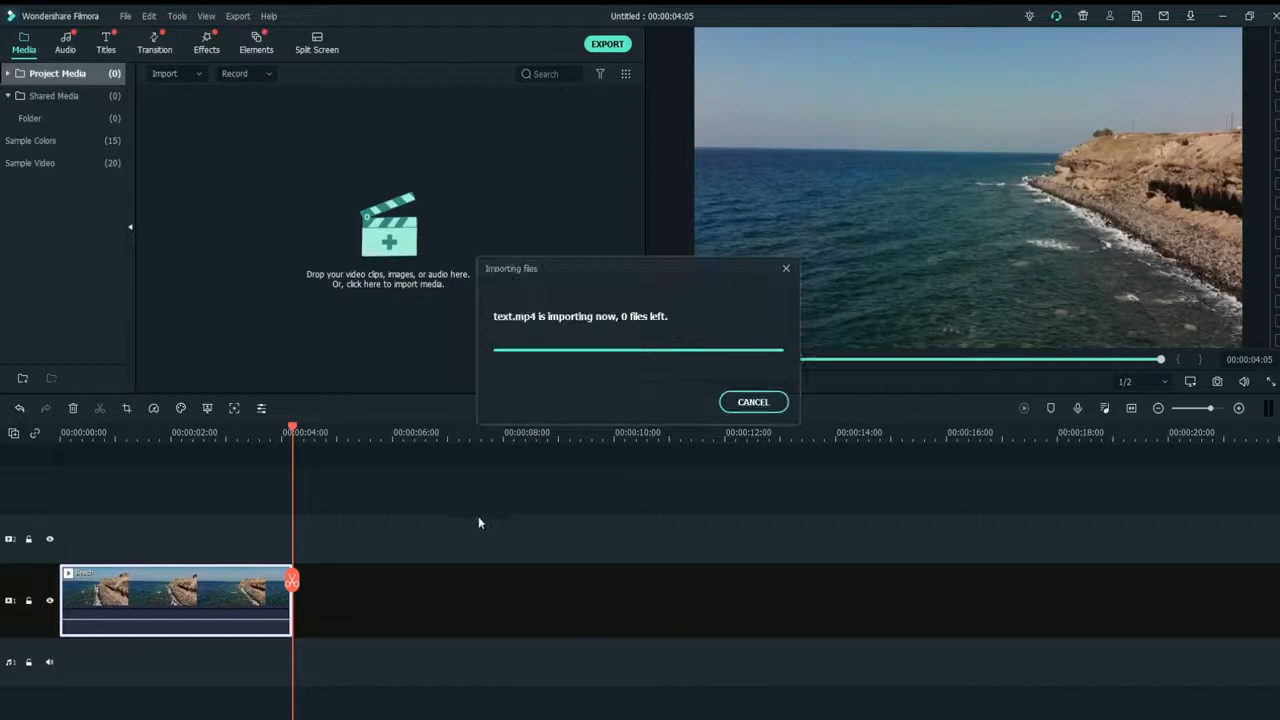 Wondershare Filmora File Edit Tools View Export Help Untitled : 00:00:04:05
Media Audio Titles Transition Effects Elements Split Screen EXPORT
Project Media (0) Import Record Search
Shared Media (0)
Folder (0)
Sample Colors (15)
Sample Video (20)
Drop your video clips, images, or audio here.
Or, click here to import media.
Importing files
text.mp4 is importing now, 0 files left.
CANCEL
{ } 00:00:04:05
1/2
00:00:00:00 00:00:02:00 00:00:04:00 00:00:06:00 00:00:08:00 00:00:10:00 00:00:12:00 00:00:14:00 00:00:16:00 00:00:18:00 00:00:20:00
2
Beach
1
1